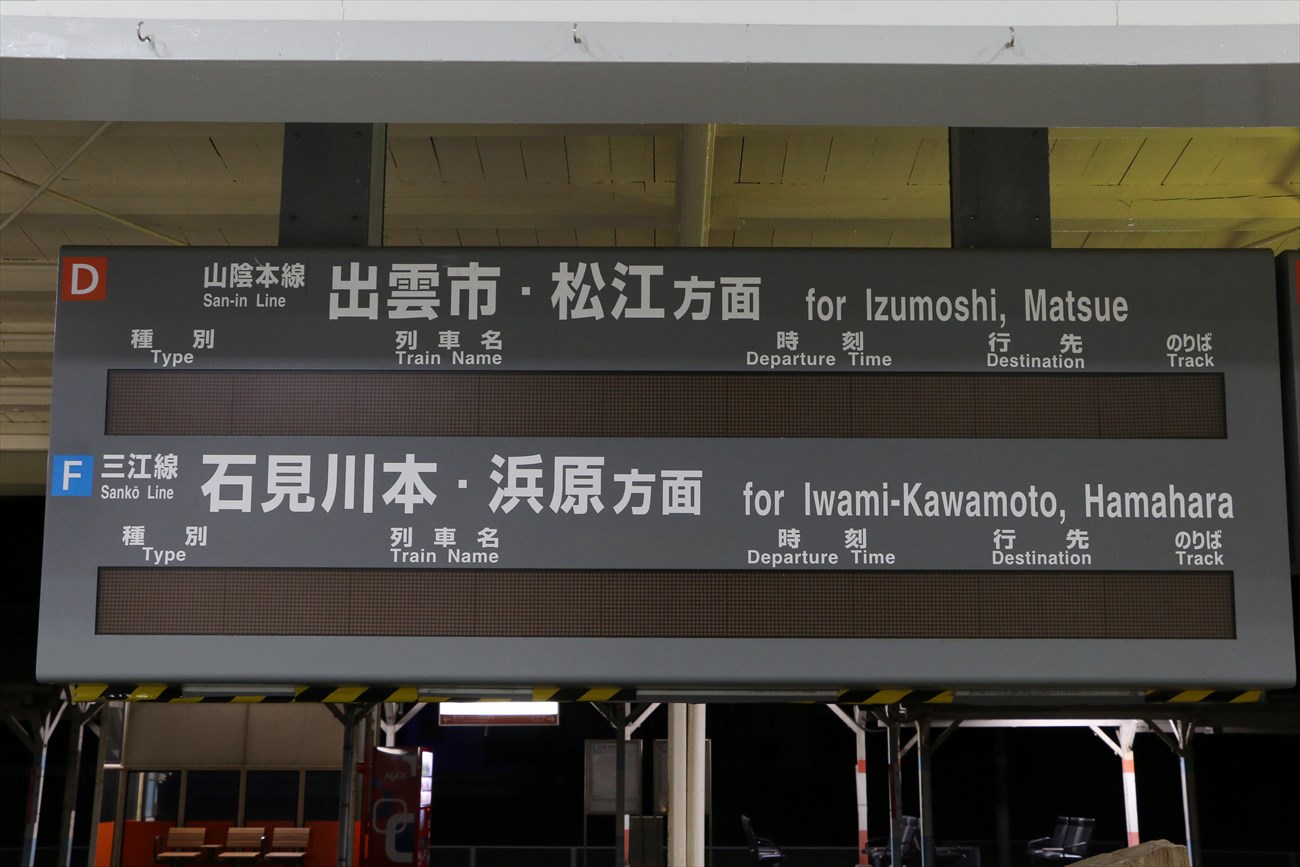 D 山陰本線 出雲市・松江方面 for Izumoshi, Matsue
San-in Line
種別 列車名 時刻 行先 のりば
Type Train Name Departure Time Destination Track
F 三江線 石見川本・浜原方面 for Iwami-Kawamoto, Hamahara
Sankō Line
種別 列車名 時刻 行先 のりば
Type Train Name Departure Time Destination Track